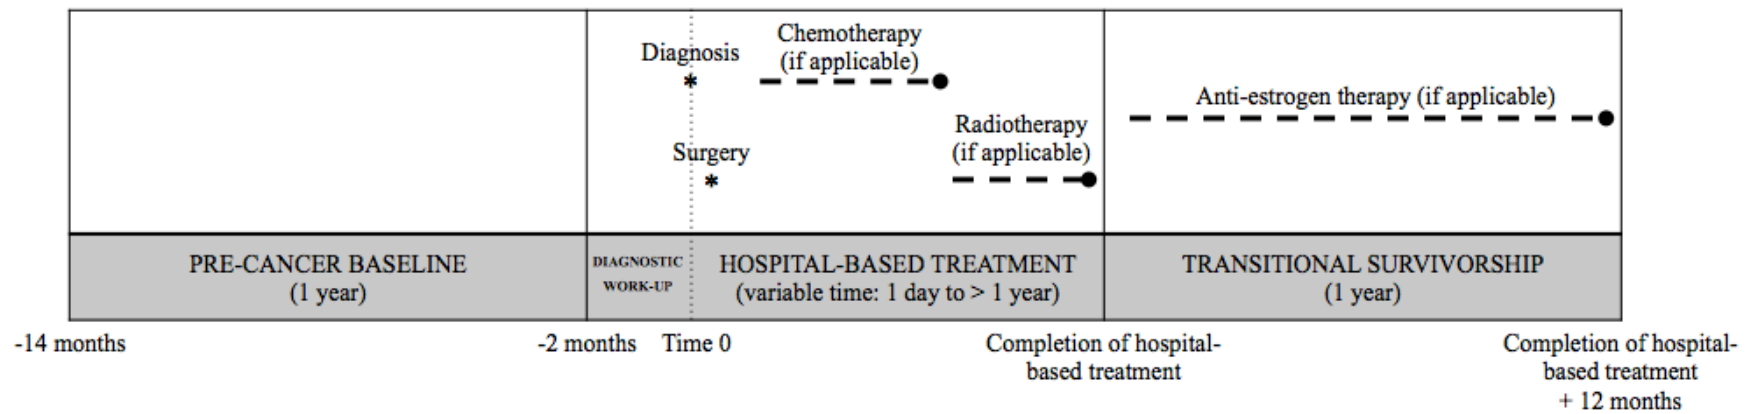 Diagnosis
*
Surgery
*
Chemotherapy
(if applicable)
Radiotherapy
(if applicable)
Anti-estrogen therapy (if applicable)
PRE-CANCER BASELINE
(1 year)
DIAGNOSTIC
WORK-UP
HOSPITAL-BASED TREATMENT
(variable time: 1 day to > 1 year)
TRANSITIONAL SURVIVORSHIP
(1 year)
-14 months
-2 months
Time 0
Completion of hospital-
based treatment
Completion of hospital-
based treatment
+ 12 months